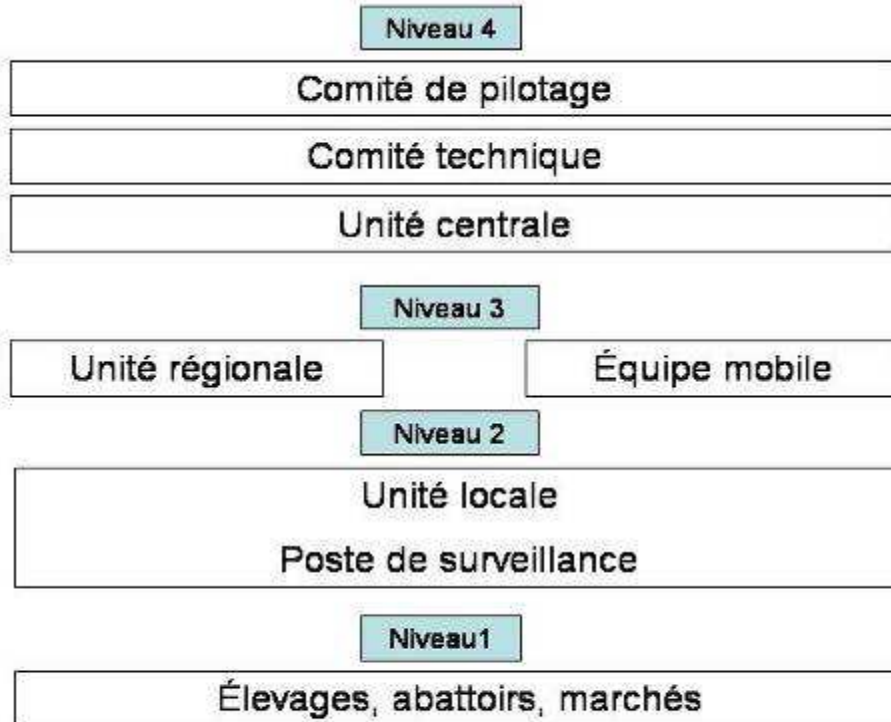 Niveau 4
Comité de pilotage
Comité technique
Unité centrale
Niveau 3
Unité régionale
Équipe mobile
Niveau 2
Unité locale
Poste de surveillance
Niveau1
Élevages, abattoirs, marchés